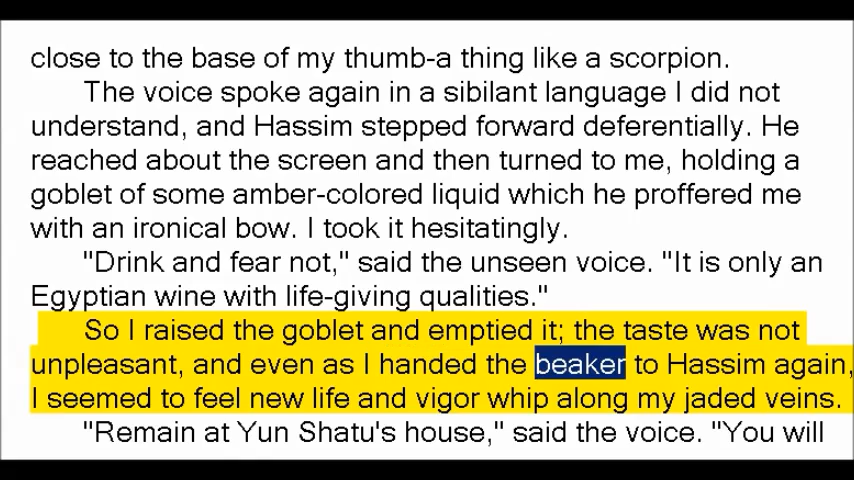 close to the base of my thumb-a thing like a scorpion.
The voice spoke again in a sibilant language I did not
understand, and Hassim stepped forward deferentially. He
reached about the screen and then turned to me, holding a
goblet of some amber-colored liquid which he proffered me
with an ironical bow. I took it hesitatingly.
"Drink and fear not," said the unseen voice. "It is only an
Egyptian wine with life-giving qualities."
So I raised the goblet and emptied it; the taste was not
unpleasant, and even as I handed the beaker to Hassim again,
I seemed to feel new life and vigor whip along my jaded veins.
"Remain at Yun Shatu's house," said the voice. "You will